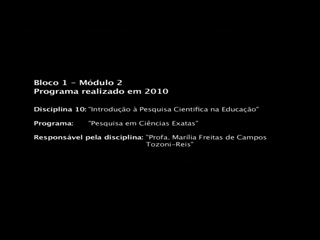 Bloco 1 - Módulo 2
Programa realizado em 2010
Disciplina 10: "Introdução à Pesquisa Científica na Educação"
Programa: "Pesquisa em Ciências Exatas"
Responsável pela disciplina: "Profa. Marília Freitas de Campos
Tozoni-Reis"